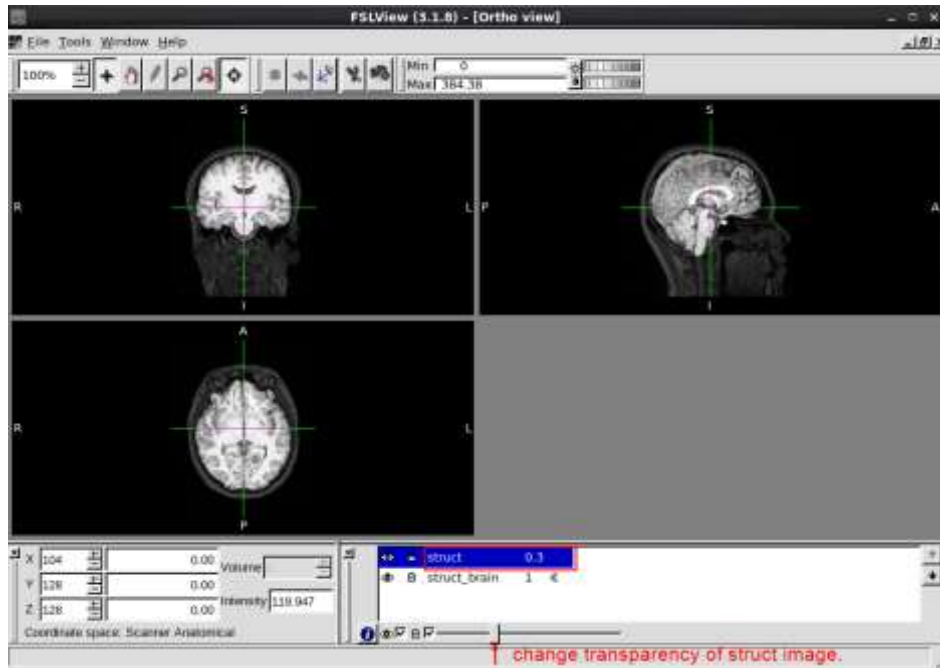 FSLView (3.1.8) - [Ortho view]
File Tools Window Help
100%
Min 0
Max 384.38
S
R L
I
S
P A
I
A
R L
P
X 104 0.00 Volume
Y 128 0.00
Z 128 0.00 Intensity 119.947
Coordinate space: Scanner Anatomical
struct 0.3
struct_brain 1
change transparency of struct image.